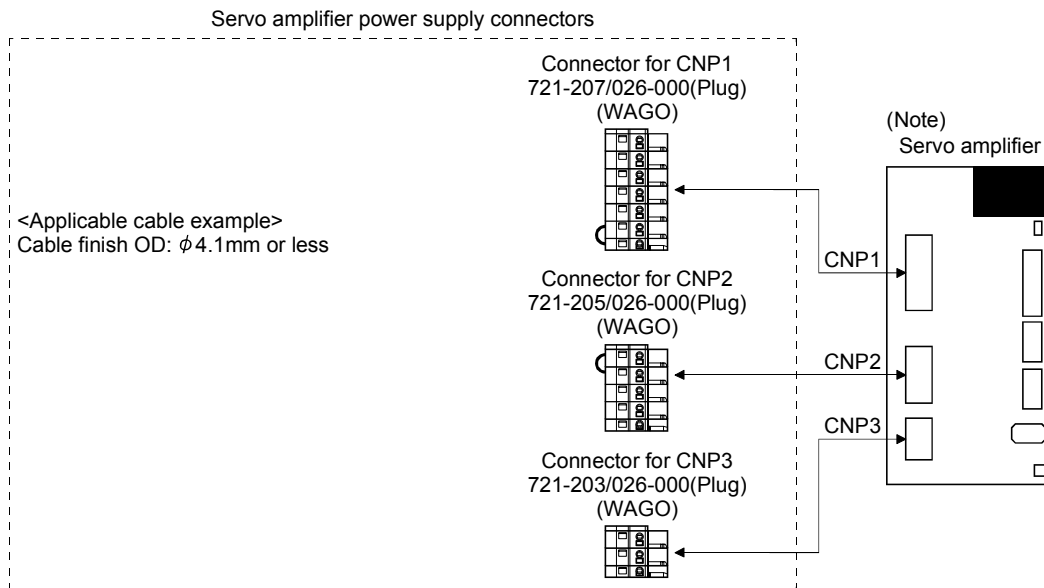 Servo amplifier power supply connectors
Connector for CNP1
721-207/026-000(Plug)
(WAGO)
<Applicable cable example>
Cable finish OD: φ4.1mm or less
Connector for CNP2
721-205/026-000(Plug)
(WAGO)
Connector for CNP3
721-203/026-000(Plug)
(WAGO)
(Note)
Servo amplifier
CNP1
CNP2
CNP3